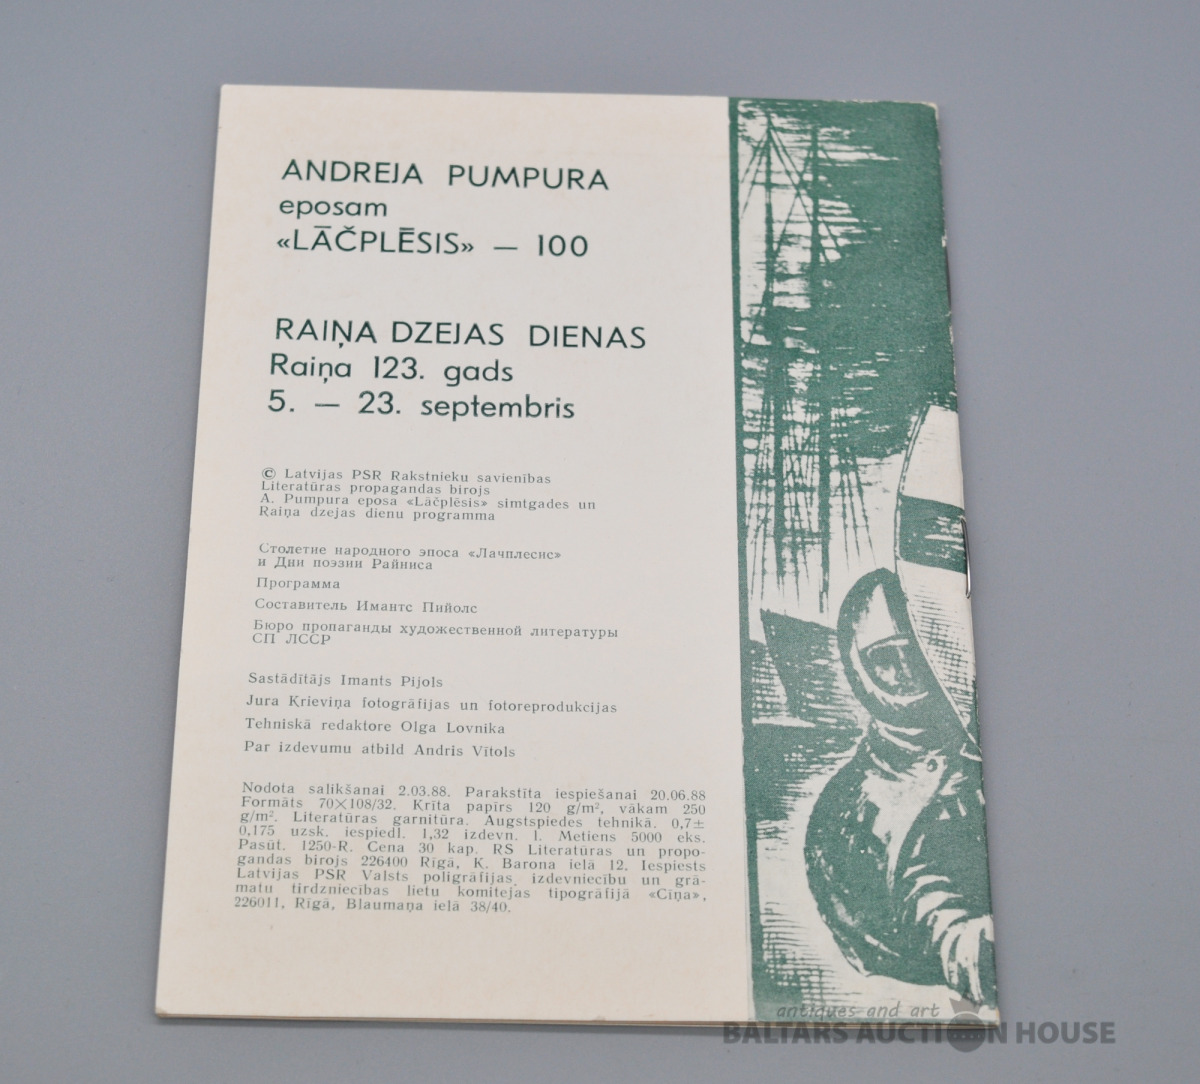 ANDREJA PUMPURA
eposam
«LĀČPLĒSIS» — 100
RAIŅA DZEJAS DIENAS
Raiņa 123. gads
5. — 23. septembris
© Latvijas PSR Rakstnieku savienības
Literatūras propagandas birojs
A. Pumpura eposa «Lāčplēsis» simtgades un
Raiņa dzejas dienu programma
Столетие народного эпоса «Лачплесис»
и Дни поэзии Райниса
Программа
Составитель Имантс Пийолс
Бюро пропаганды художественной литературы
СП ЛССР
Sastādītājs Imants Pijols
Jura Krieviņa fotogrāfijas un fotoreprodukcijas
Tehniskā redaktore Olga Lovnika
Par izdevumu atbild Andris Vītols
Nodota salikšanai 2.03.88. Parakstīta iespiešanai 20.06.88
Formāts 70×108/32. Krīta papīrs 120 g/m², vākam 250
g/m². Literatūras garnitūra. Augstspiedes tehnikā. 0,7±
0,175 uzsk. iespiedl. 1,32 izdevn. l. Metiens 5000 eks.
Pasūt. 1250-R. Cena 30 kap. RS Literatūras un propo-
gandas birojs 226400 Rīgā, K. Barona ielā 12. Iespiests
Latvijas PSR Valsts poligrāfijas, izdevniecību un grā-
matu tirdzniecības lietu komitejas tipogrāfijā «Cīņa»,
226011, Rīgā, Blaumaņa ielā 38/40.
antiques and art
BALTARS AUCTION HOUSE